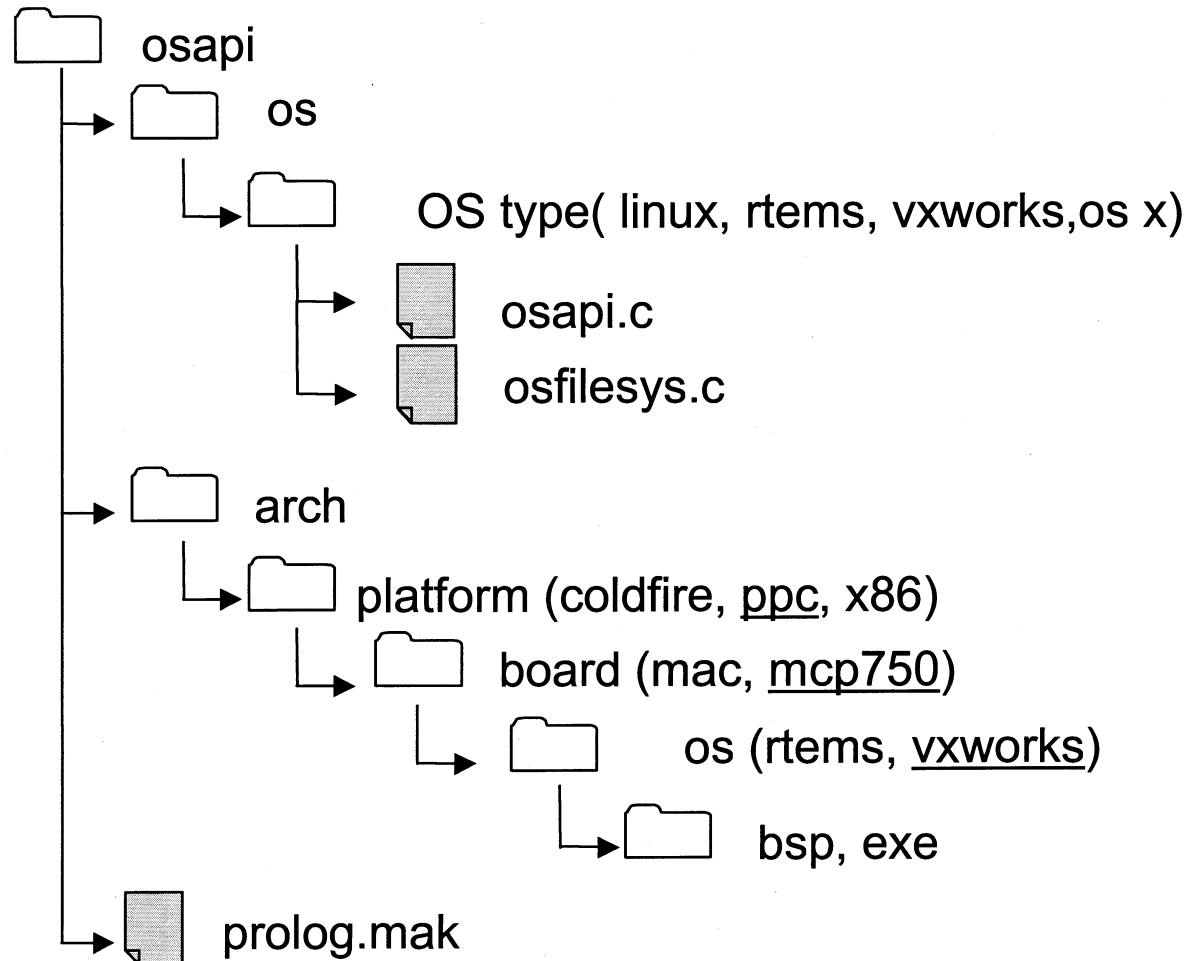 osapi
os
OS type( linux, rtems, vxworks,os x)
osapi.c
osfilesys.c
arch
platform (coldfire, ppc, x86)
board (mac, mcp750)
os (rtems, vxworks)
bsp, exe
prolog.mak